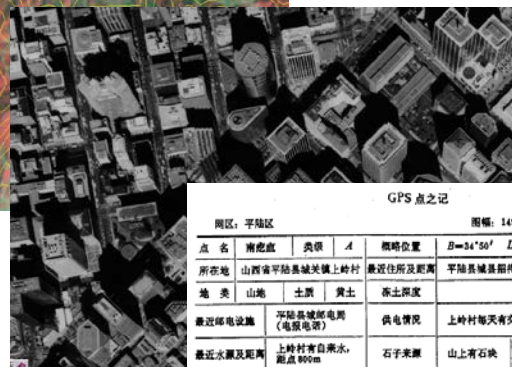 GPS 点之记
网区：平陆区
图幅：149
点 名 南疙疸 类级 A 概略位置 B=34°50′ L
所在地 山西省平陆县城关镇上岭村 最近住所及距离 平陆县城县招待
地 类 山地 土质 黄土 冻土深度
最近邮电设施 平陆县城邮电局（电报电话） 供电情况 上岭村每天有交
最近水源及距离 上岭村有自来水，距点 800m 石子来源 山上有石块